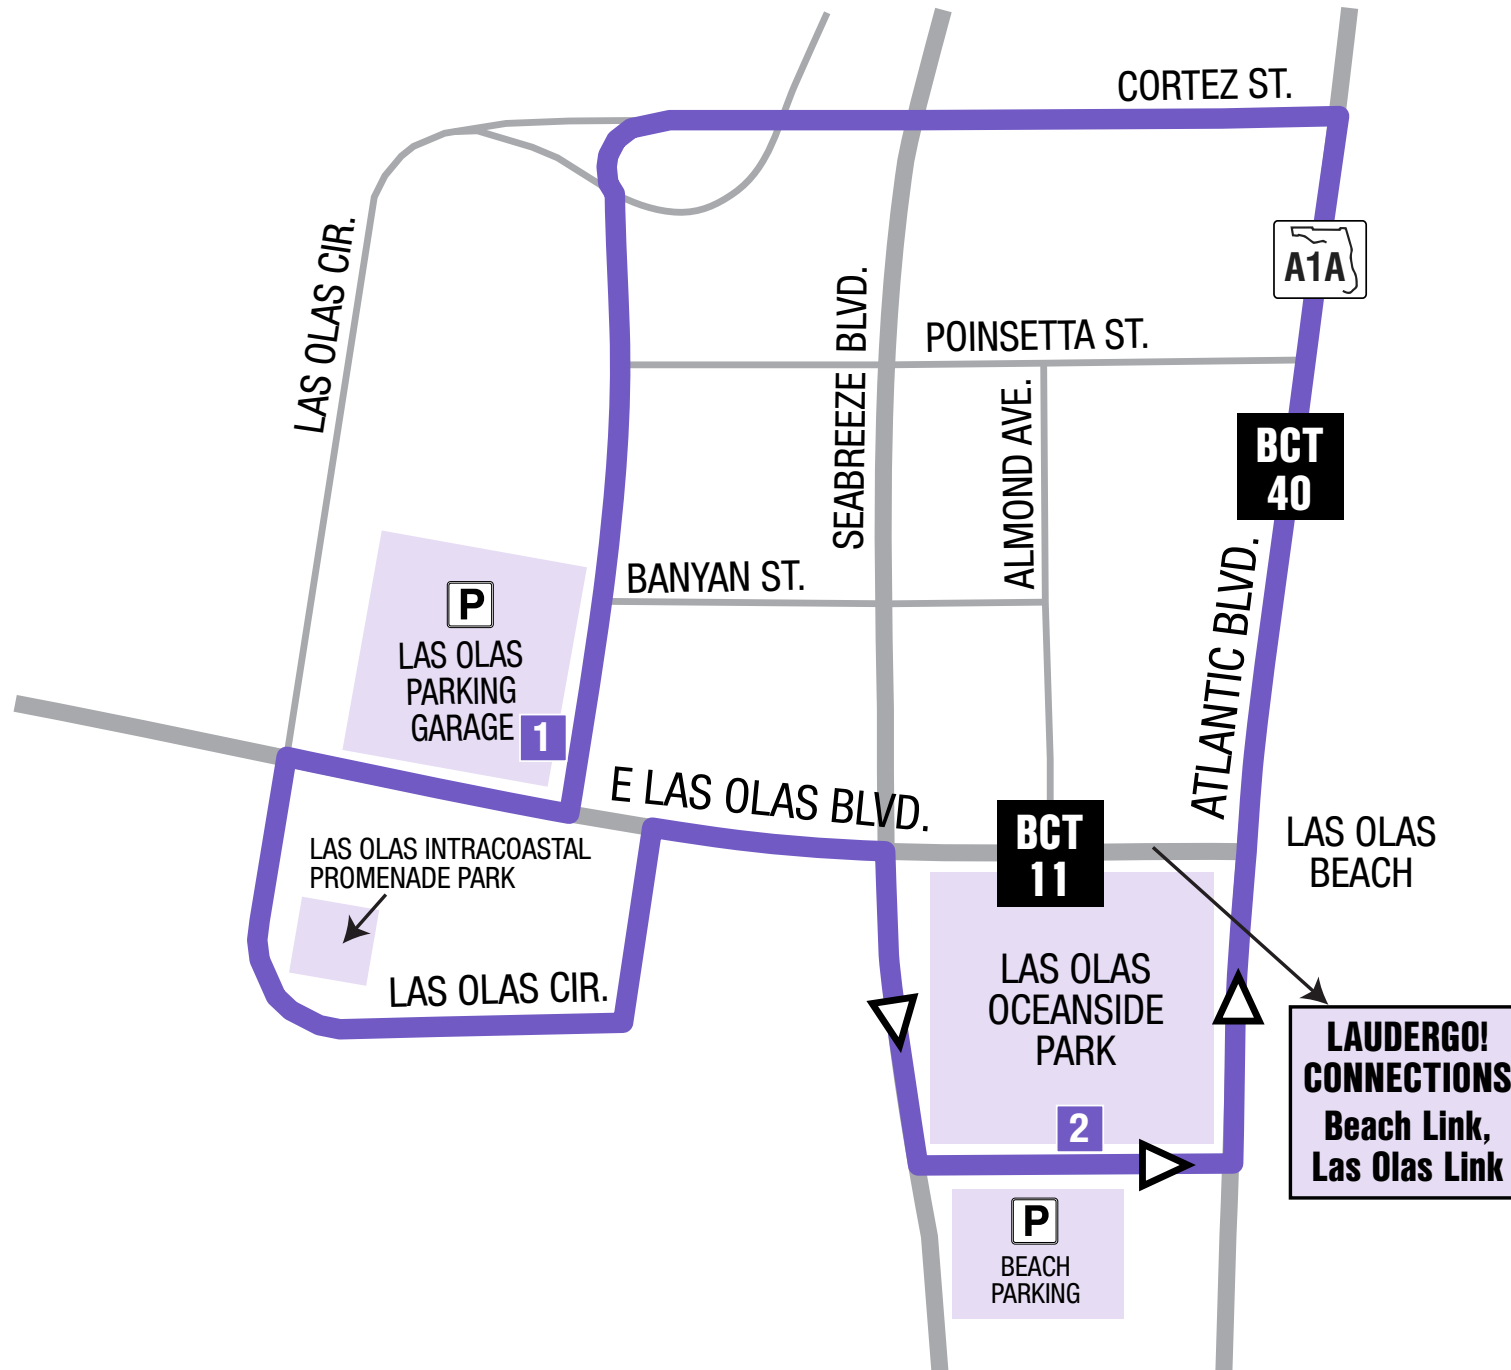 CORTEZ ST.
LAS OLAS CIR.
A1A
SEABREEZE BLVD.
POINSETTA ST.
ALMOND AVE.
BCT
40
BANYAN ST.
P
LAS OLAS
PARKING
GARAGE
1
ATLANTIC BLVD.
E LAS OLAS BLVD.
BCT
11
LAS OLAS
BEACH
LAS OLAS INTRACOASTAL
PROMENADE PARK
LAS OLAS CIR.
LAS OLAS
OCEANSIDE
PARK
2
LAUDERGO!
CONNECTIONS
Beach Link,
Las Olas Link
P
BEACH
PARKING